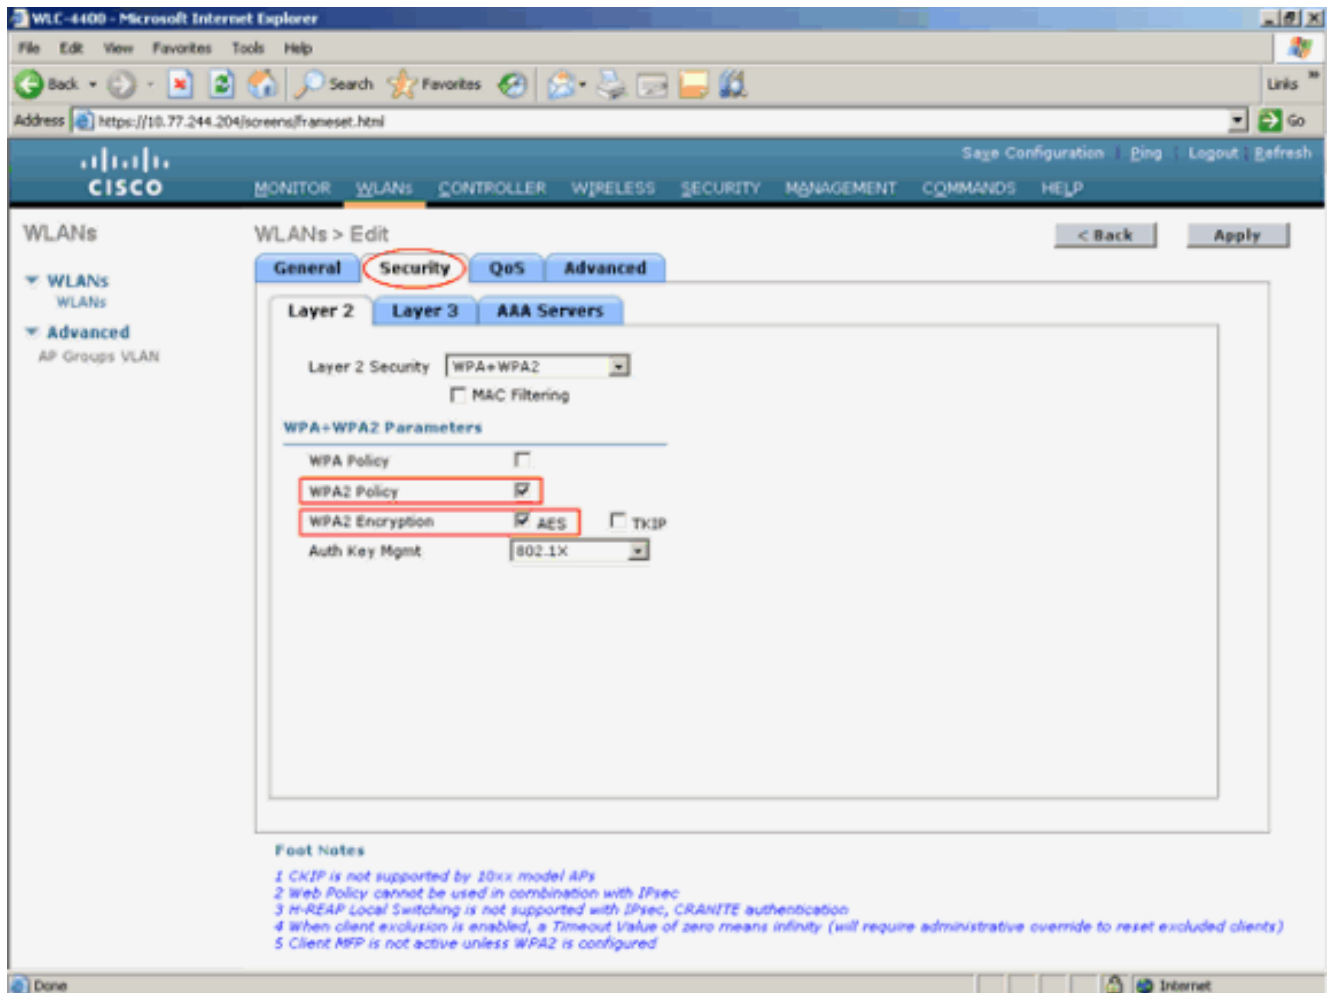 WLC-4400 - Microsoft Internet Explorer
File Edit View Favorites Tools Help
Back Search Favorites Links
Address https://10.77.244.204/screens/frameset.html Go
Save Configuration | Ping | Logout | Refresh
CISCO MONITOR WLANs CONTROLLER WIRELESS SECURITY MANAGEMENT COMMANDS HELP
WLANs
WLANs
WLANs
Advanced
AP Groups VLAN
WLANs > Edit
< Back Apply
General Security QoS Advanced
Layer 2 Layer 3 AAA Servers
Layer 2 Security WPA+WPA2
MAC Filtering
WPA+WPA2 Parameters
WPA Policy
WPA2 Policy
WPA2 Encryption AES TKIP
Auth Key Mgmt 802.1X
Foot Notes
1 CKIP is not supported by 10xx model APs
2 Web Policy cannot be used in combination with IPsec
3 H-REAP Local Switching is not supported with IPsec, CRANITE authentication
4 When client exclusion is enabled, a Timeout Value of zero means infinity (will require administrative override to reset excluded clients)
5 Client MFP is not active unless WPA2 is configured
Done Internet